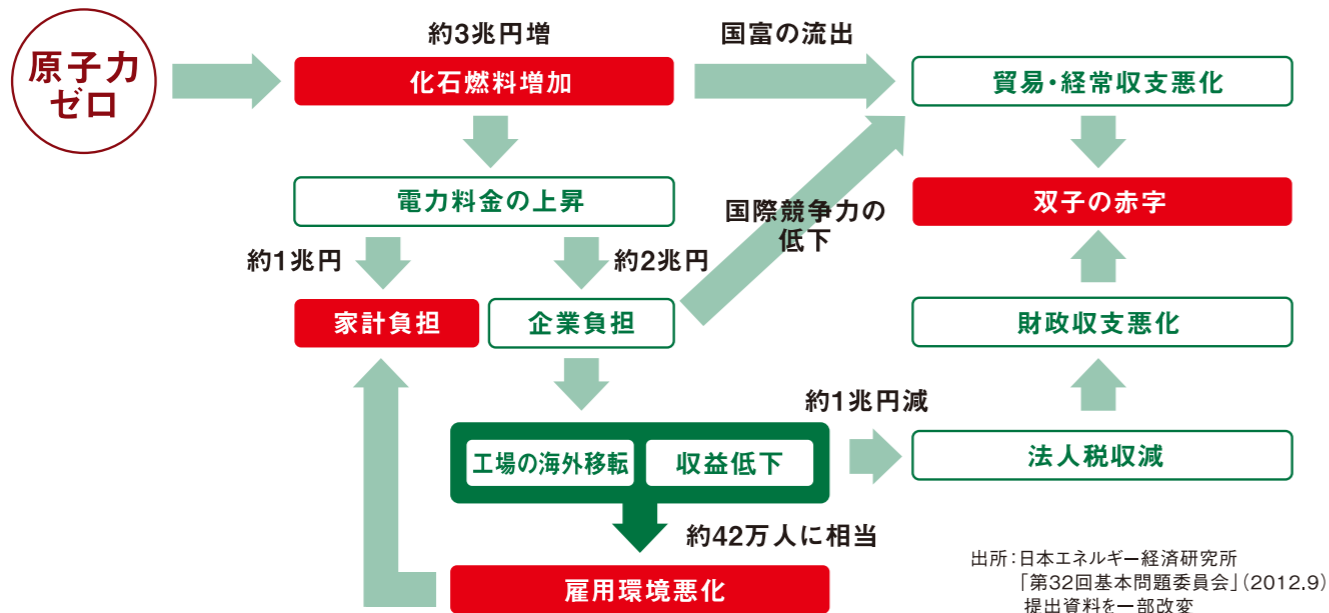 原子力
ゼロ
約3兆円増
化石燃料増加
国富の流出
貿易・経常収支悪化
電力料金の上昇
国際競争力の
低下
双子の赤字
約1兆円
約2兆円
家計負担
企業負担
財政収支悪化
工場の海外移転
収益低下
約1兆円減
法人税収減
約42万人に相当
雇用環境悪化
出所:日本エネルギー経済研究所
「第32回基本問題委員会」(2012.9)
提出資料を一部改変